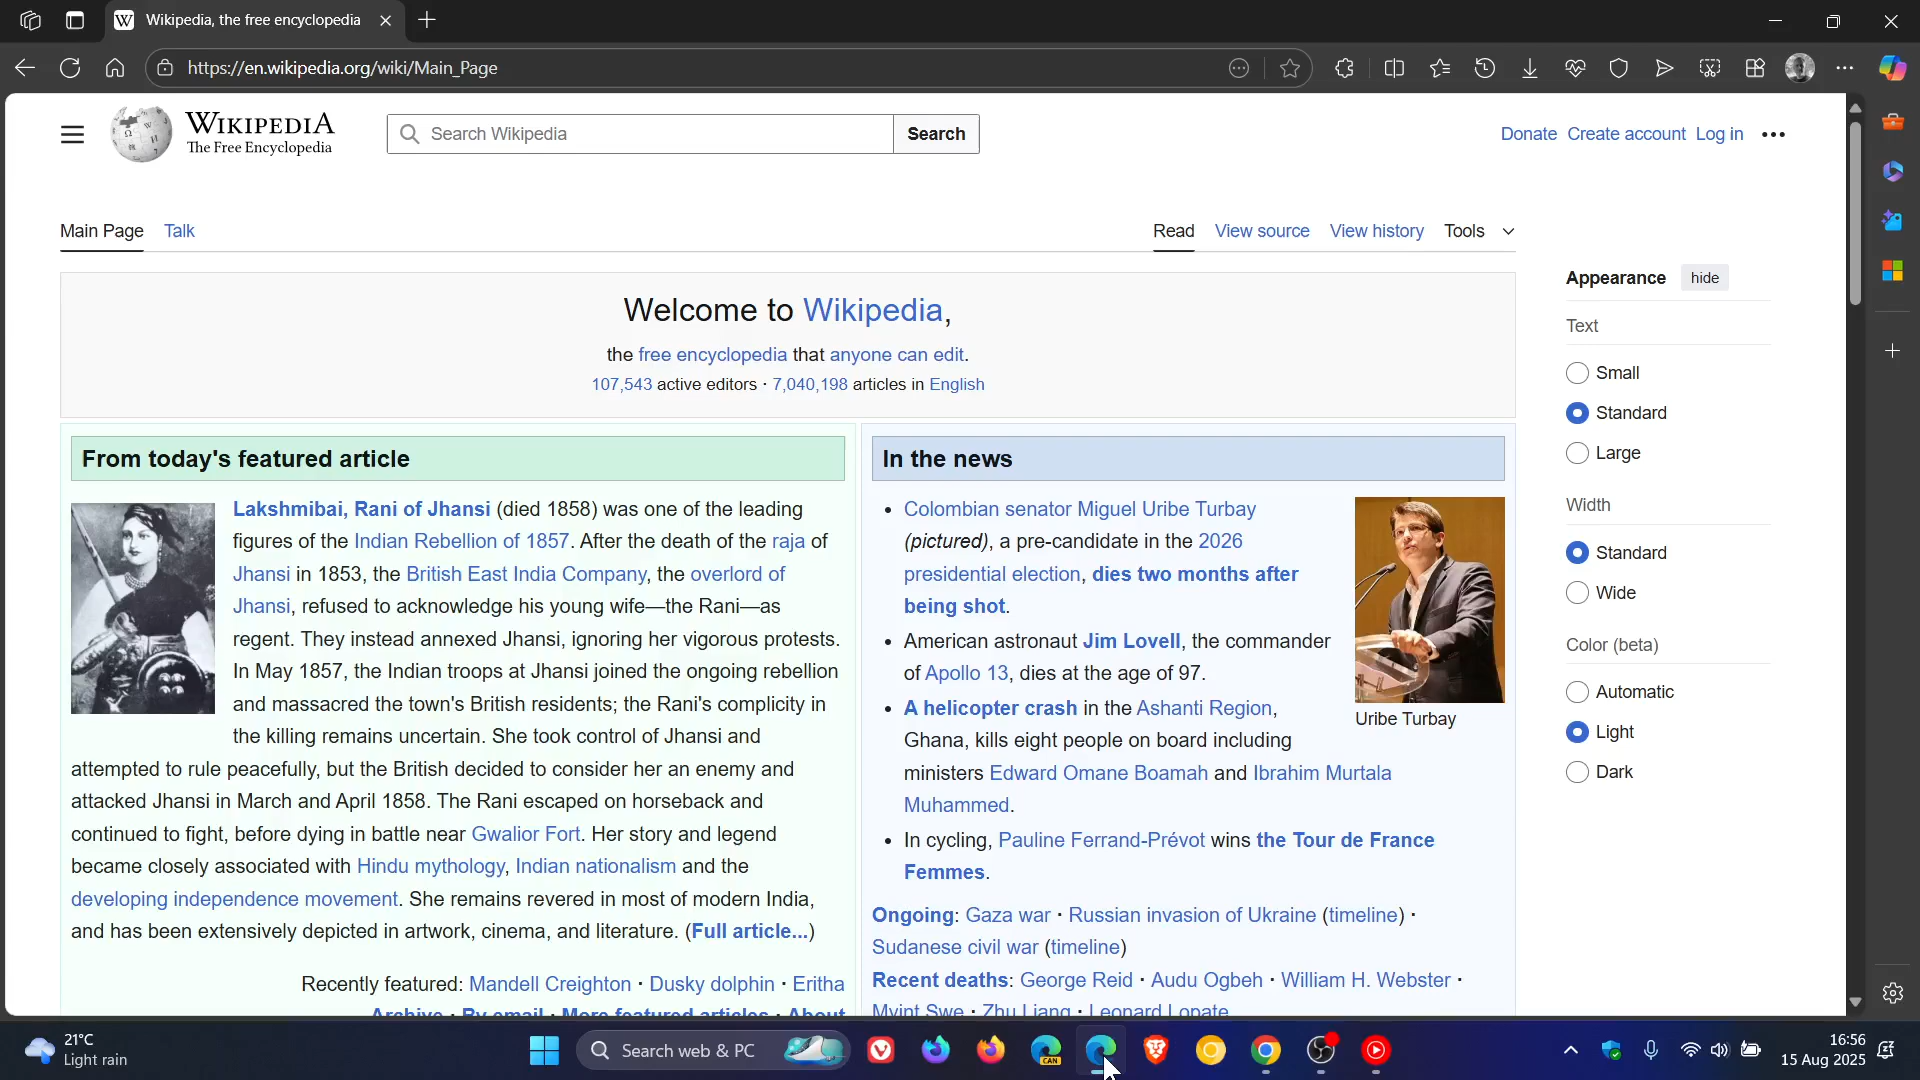 Wikipedia, the free encyclopedia
https://en.wikipedia.org/wiki/Main_Page
WIKIPEDIA
The Free Encyclopedia
Search Wikipedia
Search
Donate Create account Log in
Main Page Talk
Read View source View history Tools
Welcome to Wikipedia,
the free encyclopedia that anyone can edit.
107,543 active editors · 7,040,198 articles in English
From today's featured article
Lakshmibai, Rani of Jhansi (died 1858) was one of the leading
figures of the Indian Rebellion of 1857. After the death of the raja of
Jhansi in 1853, the British East India Company, the overlord of
Jhansi, refused to acknowledge his young wife—the Rani—as
regent. They instead annexed Jhansi, ignoring her vigorous protests.
In May 1857, the Indian troops at Jhansi joined the ongoing rebellion
and massacred the town's British residents; the Rani's complicity in
the killing remains uncertain. She took control of Jhansi and
attempted to rule peacefully, but the British decided to consider her an enemy and
attacked Jhansi in March and April 1858. The Rani escaped on horseback and
continued to fight, before dying in battle near Gwalior Fort. Her story and legend
became closely associated with Hindu mythology, Indian nationalism and the
developing independence movement. She remains revered in most of modern India,
and has been extensively depicted in artwork, cinema, and literature. (Full article...)
Recently featured: Mandell Creighton · Dusky dolphin · Eritha
Archive · By email · More featured articles · About
In the news
Colombian senator Miguel Uribe Turbay
(pictured), a pre-candidate in the 2026
presidential election, dies two months after
being shot.
American astronaut Jim Lovell, the commander
of Apollo 13, dies at the age of 97.
A helicopter crash in the Ashanti Region,
Ghana, kills eight people on board including
ministers Edward Omane Boamah and Ibrahim Murtala
Muhammed.
In cycling, Pauline Ferrand-Prévot wins the Tour de France
Femmes.
Uribe Turbay
Ongoing: Gaza war · Russian invasion of Ukraine (timeline) ·
Sudanese civil war (timeline)
Recent deaths: George Reid · Audu Ogbeh · William H. Webster ·
Myint Swe · Zhu Liang · Leonard Lopate
Appearance hide
Text
Small
Standard
Large
Width
Standard
Wide
Color (beta)
Automatic
Light
Dark
21°C
Light rain
Search web & PC
CAN
16:56
15 Aug 2025